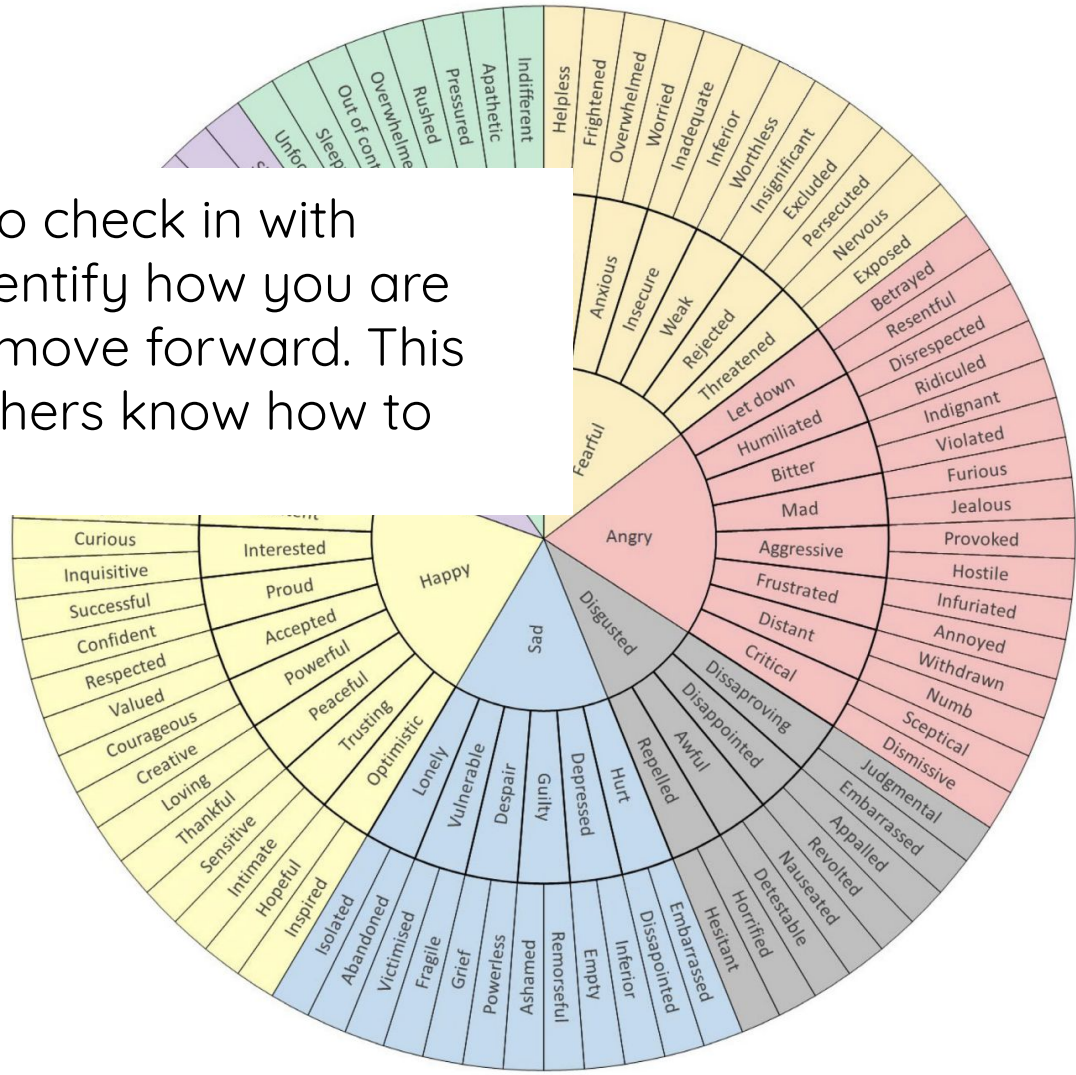 o check in with
entify how you are
move forward. This
hers know how to
Indifferent
Apathetic
Pressured
Rushed
Overwhelme
Out of cont
Sleep
Unfoc
Helpless
Frightened
Overwhelmed
Worried
Inadequate
Inferior
Worthless
Insignificant
Excluded
Persecuted
Nervous
Exposed
Betrayed
Resentful
Disrespected
Ridiculed
Indignant
Violated
Furious
Jealous
Provoked
Hostile
Infuriated
Annoyed
Withdrawn
Numb
Sceptical
Dismissive
Judgmental
Embarrassed
Appalled
Revolted
Nauseated
Detestable
Horrified
Hesitant
Embarrassed
Dissapointed
Inferior
Empty
Remorseful
Ashamed
Powerless
Grief
Fragile
Victimised
Abandoned
Isolated
Inspired
Hopeful
Intimate
Sensitive
Thankful
Loving
Creative
Courageous
Valued
Respected
Confident
Successful
Inquisitive
Curious
Anxious
Insecure
Weak
Rejected
Threatened
Let down
Humiliated
Bitter
Mad
Aggressive
Frustrated
Distant
Critical
Dissaproving
Disappointed
Awful
Repelled
Hurt
Depressed
Guilty
Despair
Vulnerable
Lonely
Optimistic
Trusting
Peaceful
Powerful
Accepted
Proud
Interested
Fearful
Angry
Disgusted
Sad
Happy